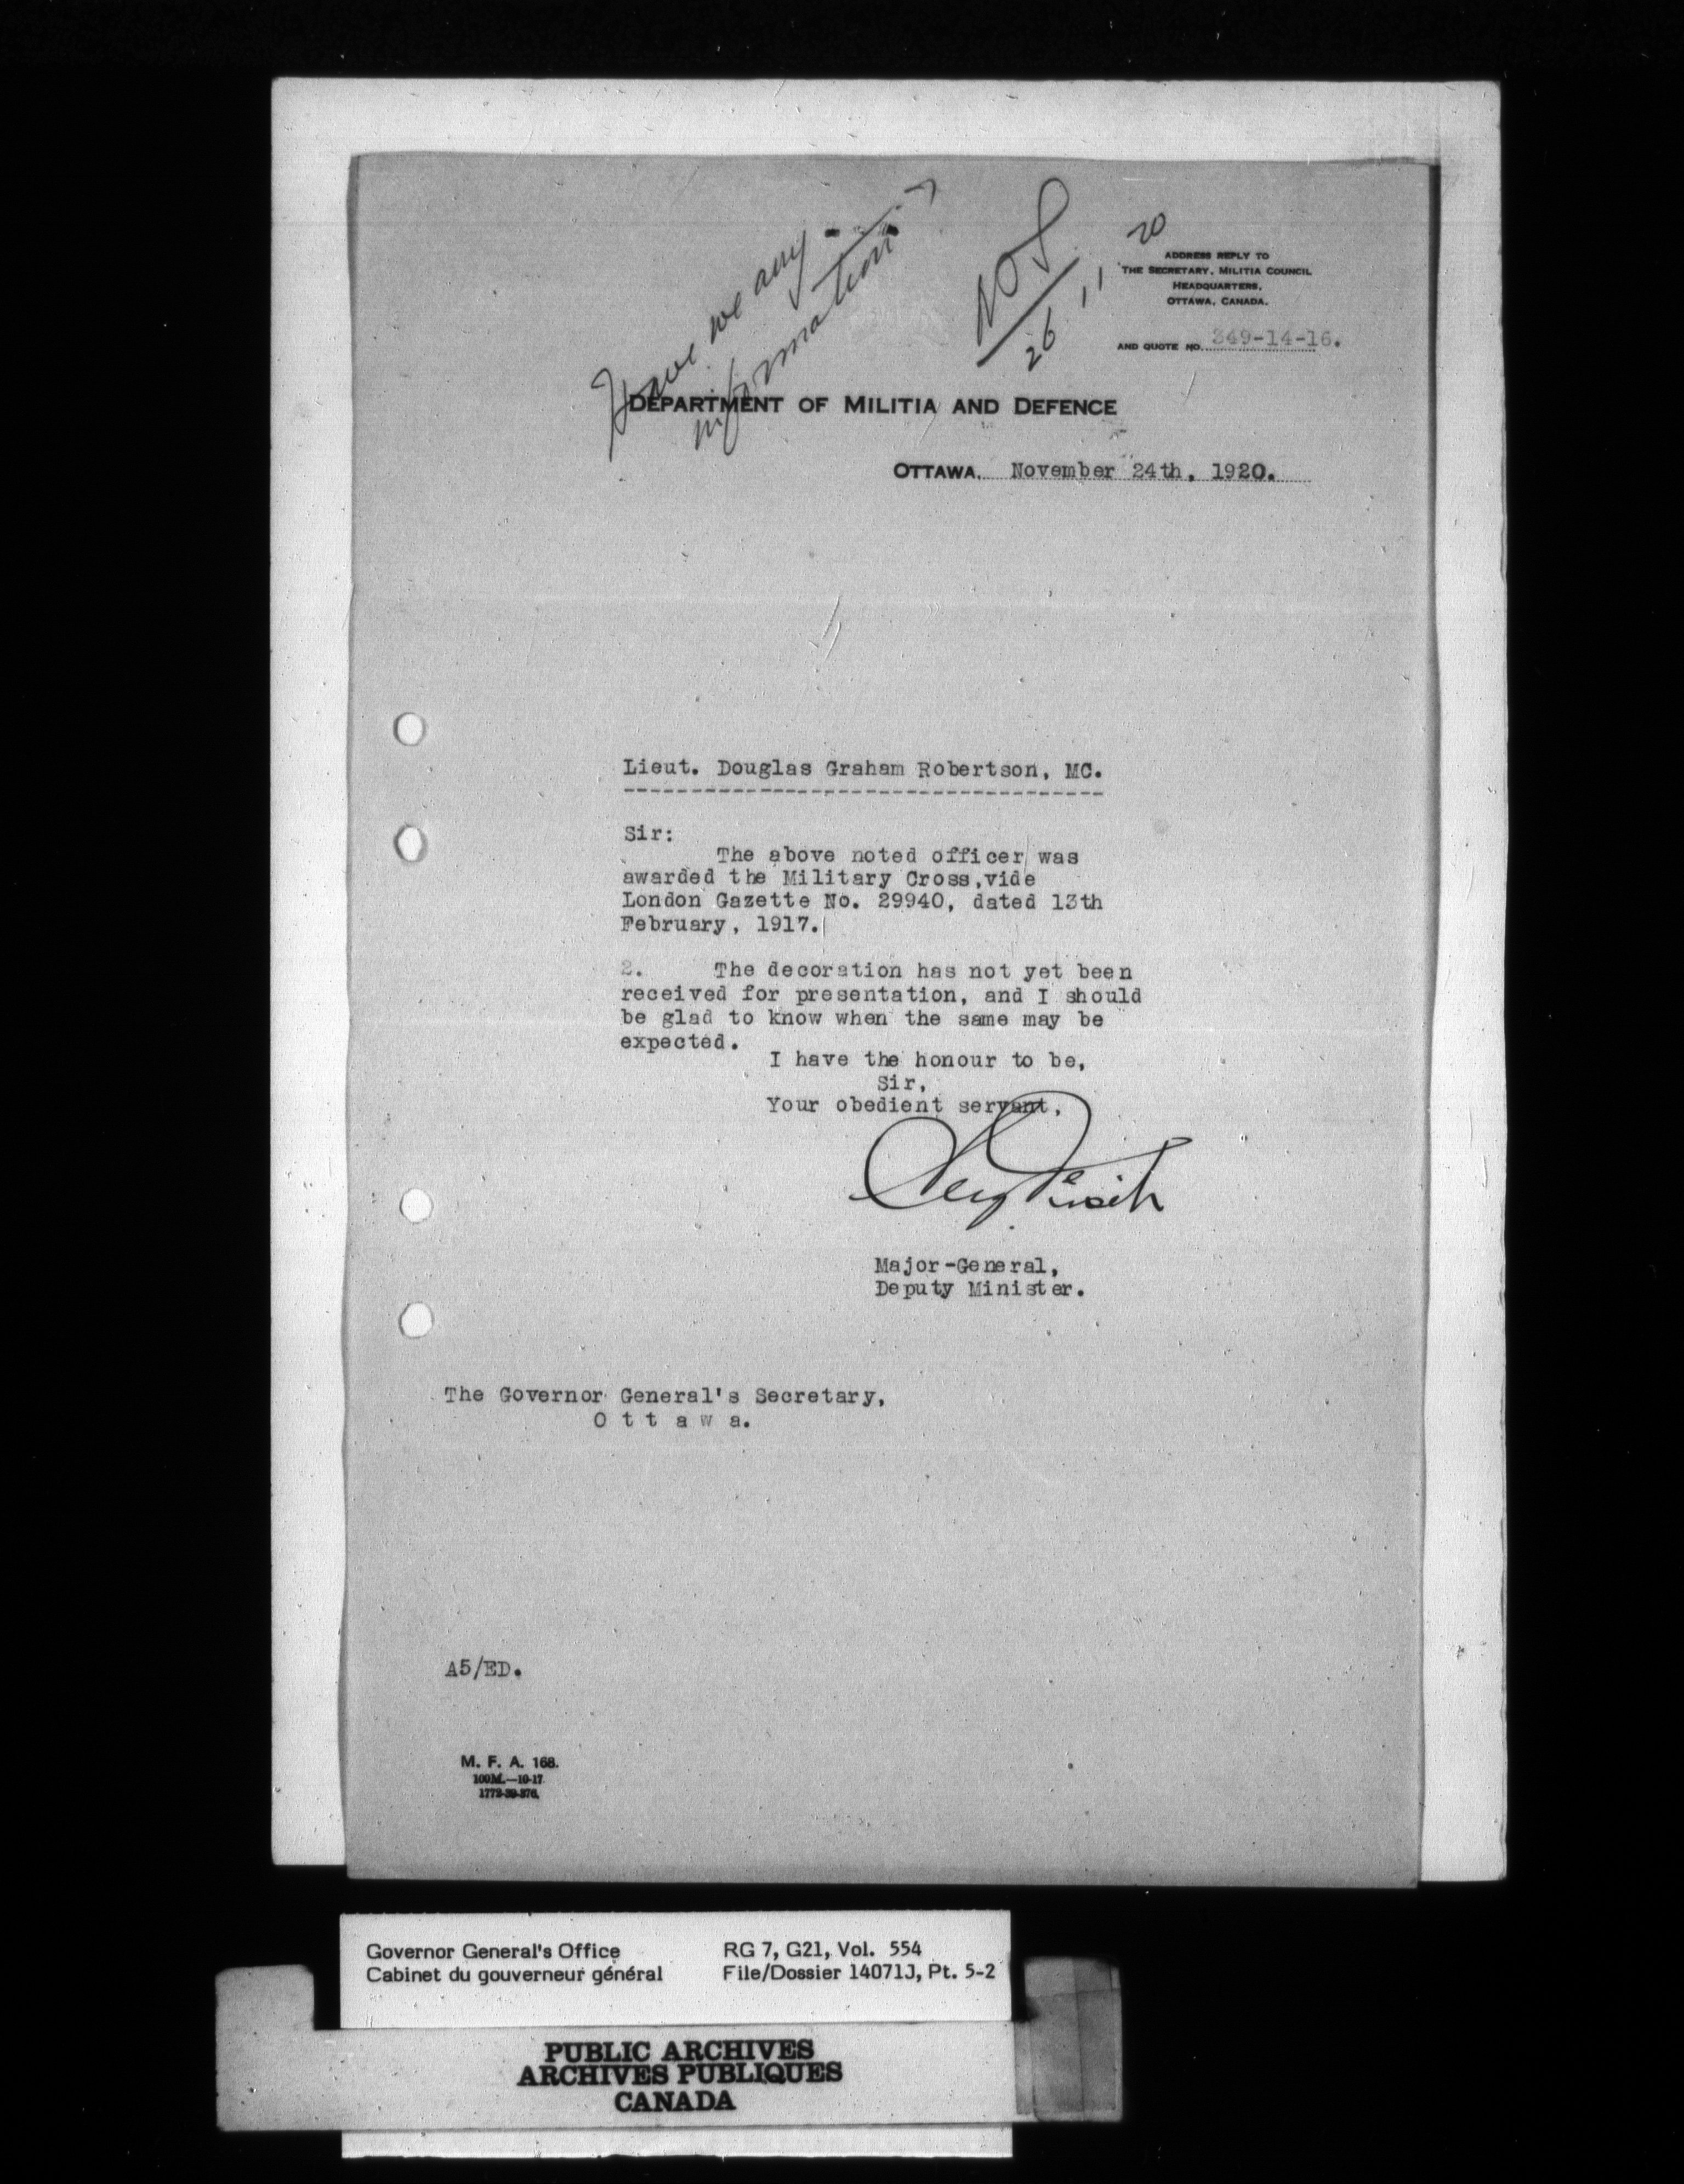 Have we any
information ?
26 11 20
ADDRESS REPLY TO
THE SECRETARY, MILITIA COUNCIL
HEADQUARTERS,
OTTAWA, CANADA.
AND QUOTE NO. 349-14-16.
DEPARTMENT OF MILITIA AND DEFENCE
OTTAWA, November 24th, 1920.
Lieut. Douglas Graham Robertson, MC.
Sir:
The above noted officer was
awarded the Military Cross,vide
London Gazette No. 29940, dated 13th
February, 1917.
2. The decoration has not yet been
received for presentation, and I should
be glad to know when the same may be
expected.
I have the honour to be,
Sir,
Your obedient servant,
Major-General,
Deputy Minister.
The Governor General's Secretary,
O t t a w a.
A5/ED.
M. F. A. 168.
100M.—10-17
1772-39-876.
Governor General's Office
Cabinet du gouverneur général
RG 7, G21, Vol. 554
File/Dossier 14071J, Pt. 5-2
PUBLIC ARCHIVES
ARCHIVES PUBLIQUES
CANADA